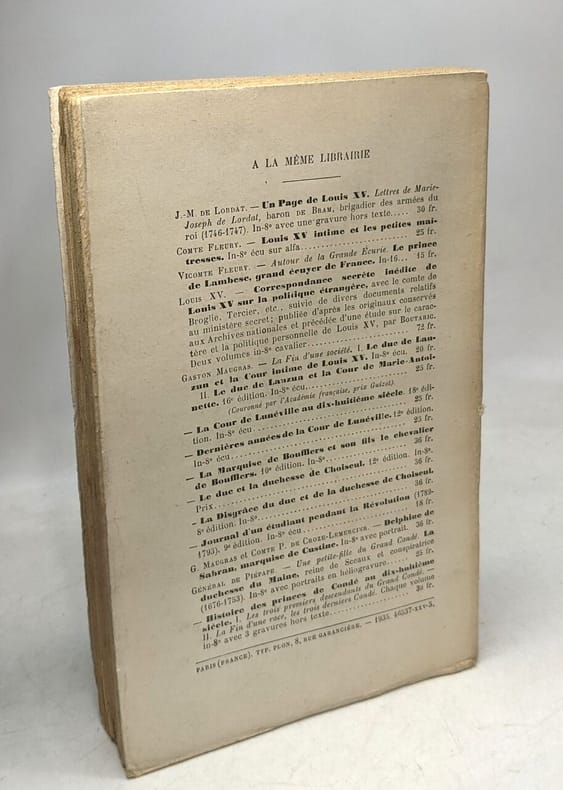 A LA MÊME LIBRAIRIE
J.-M. DE LORDAT. — Un Page de Louis XV. Lettres de Marie-
Joseph de Lordat, baron DE BRAM, brigadier des armées du
roi (1746-1747). In-8° avec une gravure hors texte.... 30 fr.
COMTE FLEURY. — Louis XV intime et les petites maî-
tresses. In-8° écu sur alfa.................... 25 fr.
VICOMTE FLEURY. — Autour de la Grande Écurie. Le prince
de Lambesc, grand écuyer de France. In-16... 15 fr.
LOUIS XV. — Correspondance secrète inédite de
Louis XV sur la politique étrangère, avec le comte de
Broglie, Tercier, etc., suivie de divers documents relatifs
au ministère secret; publiée d'après les originaux conservés
aux Archives nationales et précédée d'une étude sur le carac-
tère et la politique personnelle de Louis XV, par BOUTARIC.
Deux volumes in-8° cavalier.................... 72 fr.
GASTON MAUGRAS. — La Fin d'une société. I. Le duc de Lau-
zun et la Cour intime de Louis XV. In-8° écu. 20 fr.
II. Le duc de Lauzun et la Cour de Marie-Antoi-
nette. 16e édition. In-8° écu.................... 25 fr.
(Couronné par l'Académie française, prix Guizot).
— La Cour de Lunéville au dix-huitième siècle. 18e édi-
tion. In-8° écu.................... 25 fr.
— Dernières années de la Cour de Lunéville. 12e édition.
In-8° écu.................... 25 fr.
— La Marquise de Boufflers et son fils le chevalier
de Boufflers. 10e édition. In-8°.................... 36 fr.
— Le duc et la duchesse de Choiseul. 12e édition. In-8°.
Prix.................... 36 fr.
— La Disgrâce du duc et de la duchesse de Choiseul.
8e édition. In-8°.................... 36 fr.
— Journal d'un étudiant pendant la Révolution (1789-
1793). 9e édition. In-8° écu.................... 18 fr.
G. MAUGRAS et COMTE P. DE CROZE-LEMERCIER. — Delphine de
Sabran, marquise de Custine. In-8° avec portrait. 36 fr.
GÉNÉRAL DE PIÉPAPE. — Une petite-fille du Grand Condé. La
duchesse du Maine, reine de Sceaux et conspiratrice
(1676-1753). In-8° avec portraits en héliogravure..... 25 fr.
— Histoire des princes de Condé au dix-huitième
siècle. I. Les trois premiers descendants du Grand Condé. —
II. La Fin d'une race, les trois derniers Condé. Chaque volume
in-8° avec 3 gravures hors texte....................
PARIS (FRANCE). TYP. PLON, 8, RUE GARANCIÈRE. — 1935. 46537-XXV-5.